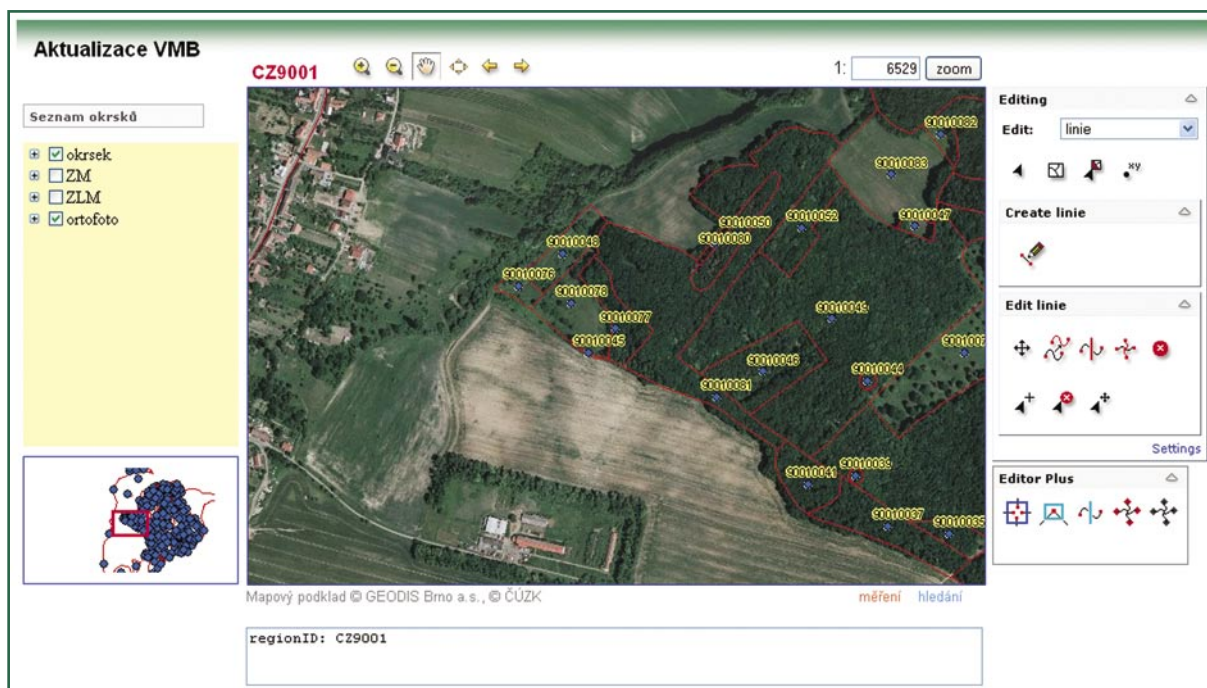 Aktualizace VMB
CZ9001
1: 6529 zoom
Seznam okrsků
okrsek
ZM
ZLM
ortofoto
90010082
90010083
90010050
90010052
90010047
90010080
90010048
90010076
90010078
90010049
90010077
90010045
90010046
90010044
90010081
90010039
90010041
90010037
90010035
Mapový podklad © GEODIS Brno a.s., © ČÚZK
měření hledání
regionID: CZ9001
Editing
Edit: linie
xy
Create linie
Edit linie
Settings
Editor Plus